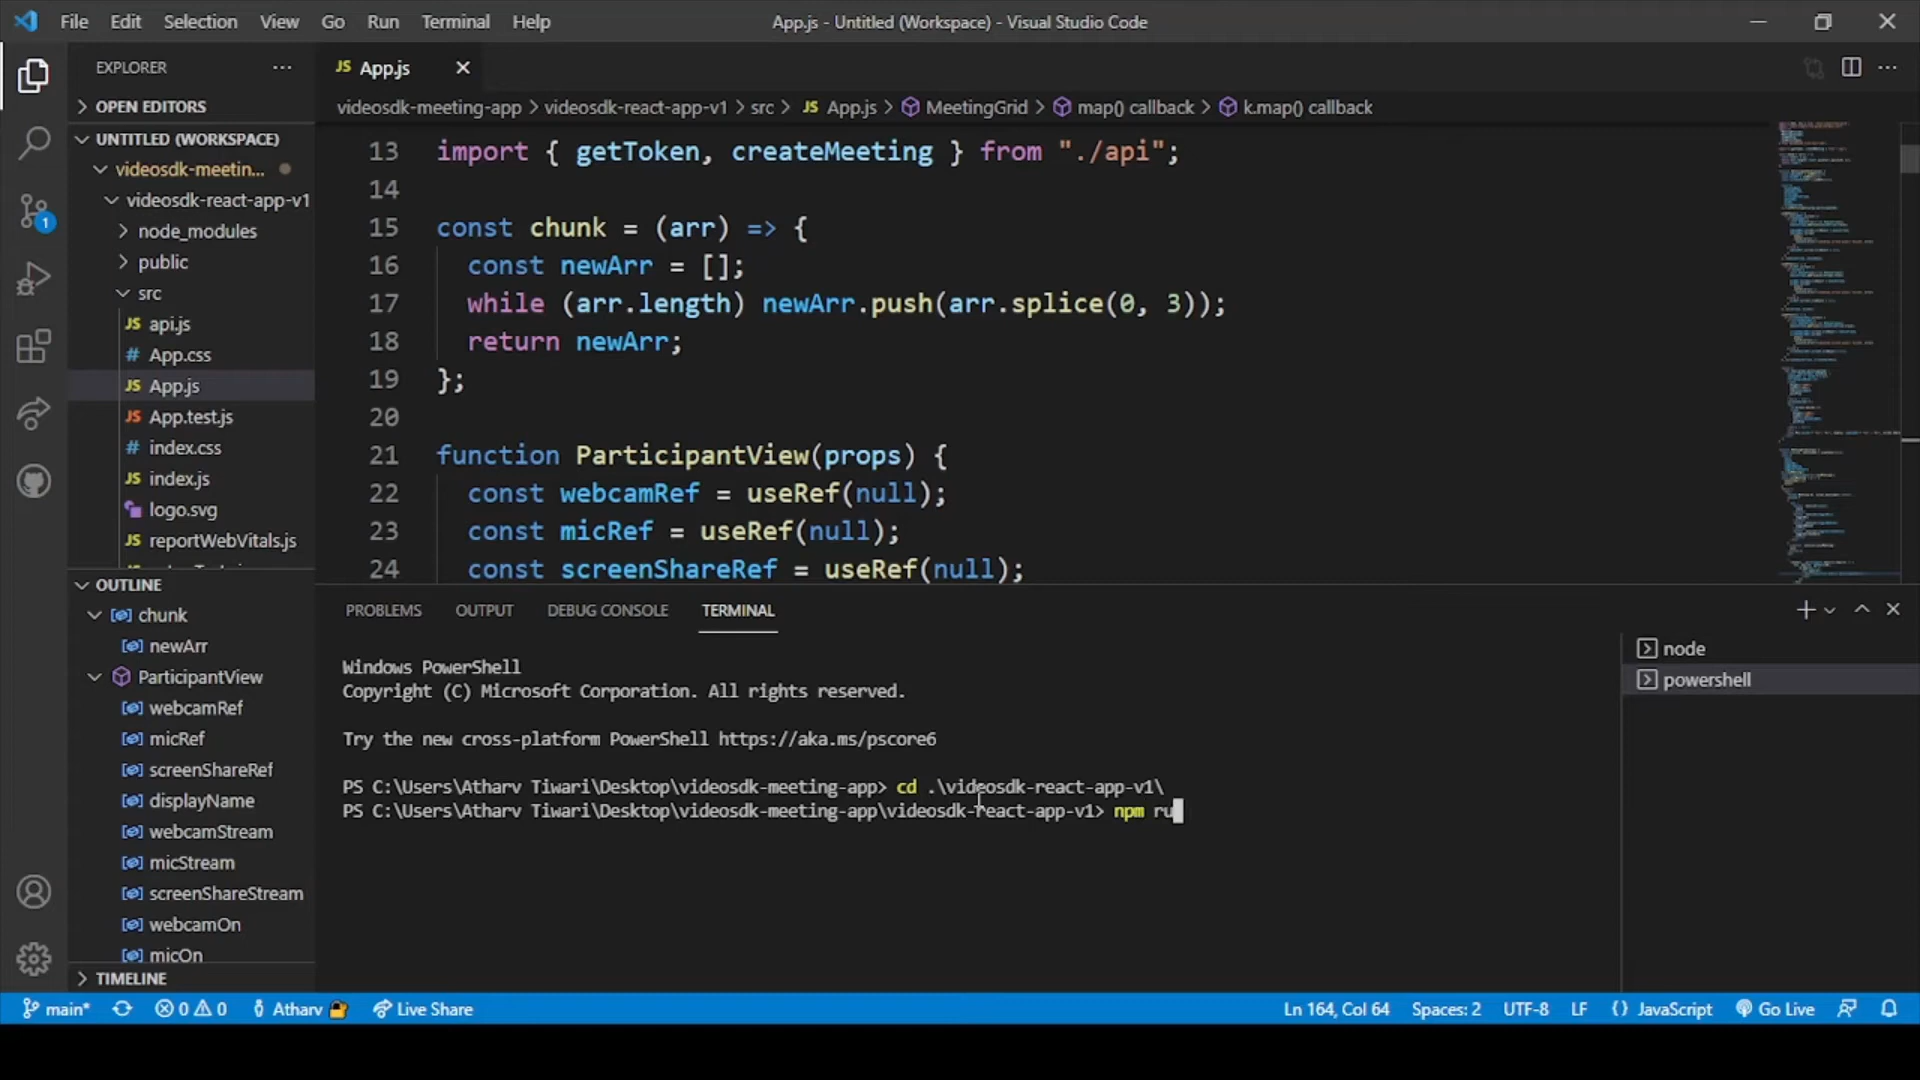 File Edit Selection View Go Run Terminal Help
App.js - Untitled (Workspace) - Visual Studio Code
EXPLORER
OPEN EDITORS
UNTITLED (WORKSPACE)
videosdk-meetin...
videosdk-react-app-v1
node_modules
public
src
JS api.js
# App.css
JS App.js
JS App.test.js
# index.css
JS index.js
logo.svg
JS reportWebVitals.js
OUTLINE
chunk
newArr
ParticipantView
webcamRef
micRef
screenShareRef
displayName
webcamStream
micStream
screenShareStream
webcamOn
micOn
TIMELINE
1
JS App.js
videosdk-meeting-app > videosdk-react-app-v1 > src > JS App.js > MeetingGrid > map() callback > k.map() callback
13 import { getToken, createMeeting } from "./api";
14
15 const chunk = (arr) => {
16 const newArr = [];
17 while (arr.length) newArr.push(arr.splice(0, 3));
18 return newArr;
19 };
20
21 function ParticipantView(props) {
22 const webcamRef = useRef(null);
23 const micRef = useRef(null);
24 const screenShareRef = useRef(null);
PROBLEMS OUTPUT DEBUG CONSOLE TERMINAL
Windows PowerShell
Copyright (C) Microsoft Corporation. All rights reserved.
Try the new cross-platform PowerShell https://aka.ms/pscore6
PS C:\Users\Atharv Tiwari\Desktop\videosdk-meeting-app> cd .\videosdk-react-app-v1\
PS C:\Users\Atharv Tiwari\Desktop\videosdk-meeting-app\videosdk-react-app-v1> npm ru
node
powershell
main* 0 0 Atharv Live Share
Ln 164, Col 64 Spaces: 2 UTF-8 LF {} JavaScript Go Live